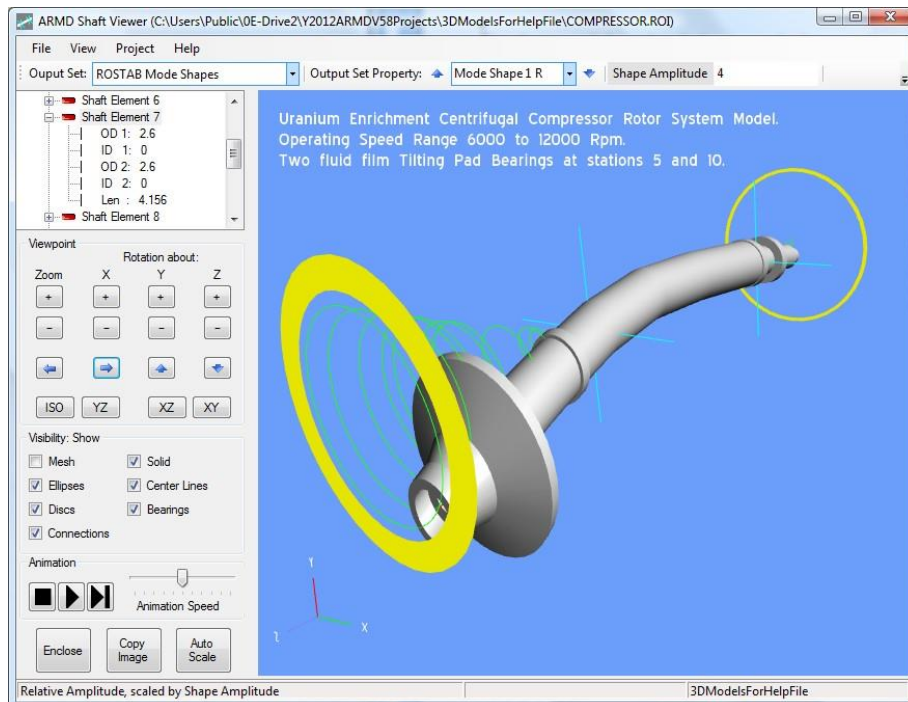 ARMD Shaft Viewer (C:\Users\Public\0E-Drive2\Y2012ARMDV58Projects\3DModelsForHelpFile\COMPRESSOR.ROI)
File View Project Help
Ouput Set: ROSTAB Mode Shapes Output Set Property: Mode Shape 1 R Shape Amplitude 4
Shaft Element 6
Shaft Element 7
OD 1: 2.6
ID 1: 0
OD 2: 2.6
ID 2: 0
Len : 4.156
Shaft Element 8
Uranium Enrichment Centrifugal Compressor Rotor System Model.
Operating Speed Range 6000 to 12000 Rpm.
Two fluid film Tilting Pad Bearings at stations 5 and 10.
Viewpoint
Rotation about:
Zoom X Y Z
+ + + +
- - - -
ISO YZ XZ XY
Visibility: Show
Mesh Solid
Ellipses Center Lines
Discs Bearings
Connections
Animation
Animation Speed
Enclose Copy Image Auto Scale
Y
X
Z
Relative Amplitude, scaled by Shape Amplitude 3DModelsForHelpFile